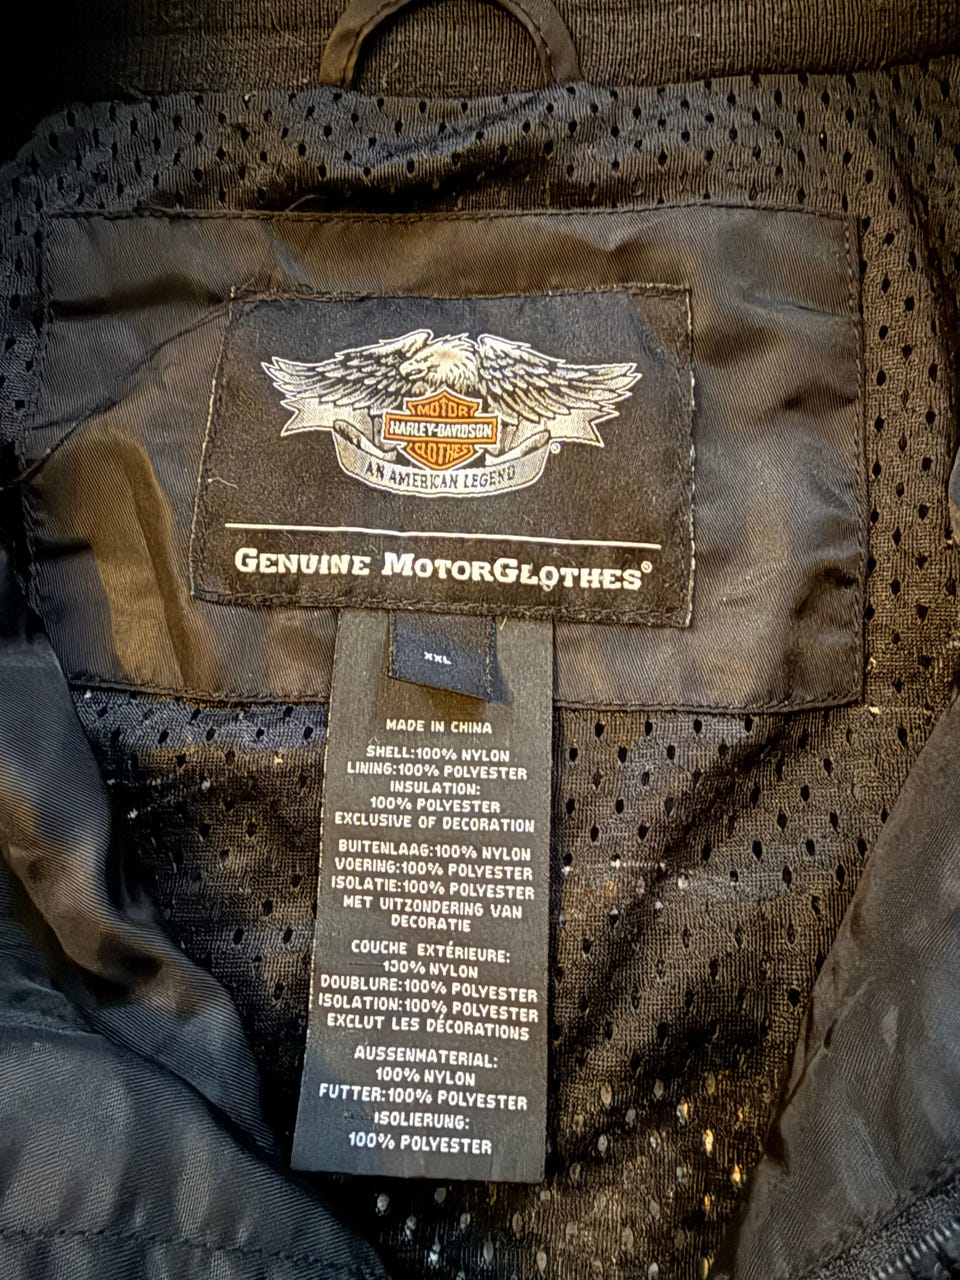 MOTOR
HARLEY-DAVIDSON
CLOTHES
®
AN AMERICAN LEGEND
GENUINE MOTORCLOTHES®
XXL
MADE IN CHINA
SHELL:100% NYLON
LINING:100% POLYESTER
INSULATION:
100% POLYESTER
EXCLUSIVE OF DECORATION
BUITENLAAG:100% NYLON
VOERING:100% POLYESTER
ISOLATIE:100% POLYESTER
MET UITZONDERING VAN
DECORATIE
COUCHE EXTÉRIEURE:
100% NYLON
DOUBLURE:100% POLYESTER
ISOLATION:100% POLYESTER
EXCLUT LES DÉCORATIONS
AUSSENMATERIAL:
100% NYLON
FUTTER:100% POLYESTER
ISOLIERUNG:
100% POLYESTER